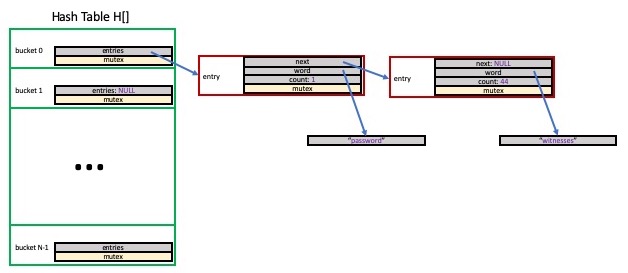 Hash Table H[]
bucket 0
entries
mutex
entry
next
word
count: 1
mutex
entry
next: NULL
word
count: 44
mutex
bucket 1
entries: NULL
mutex
"password"
"witnesses"
...
bucket N-1
entries
mutex